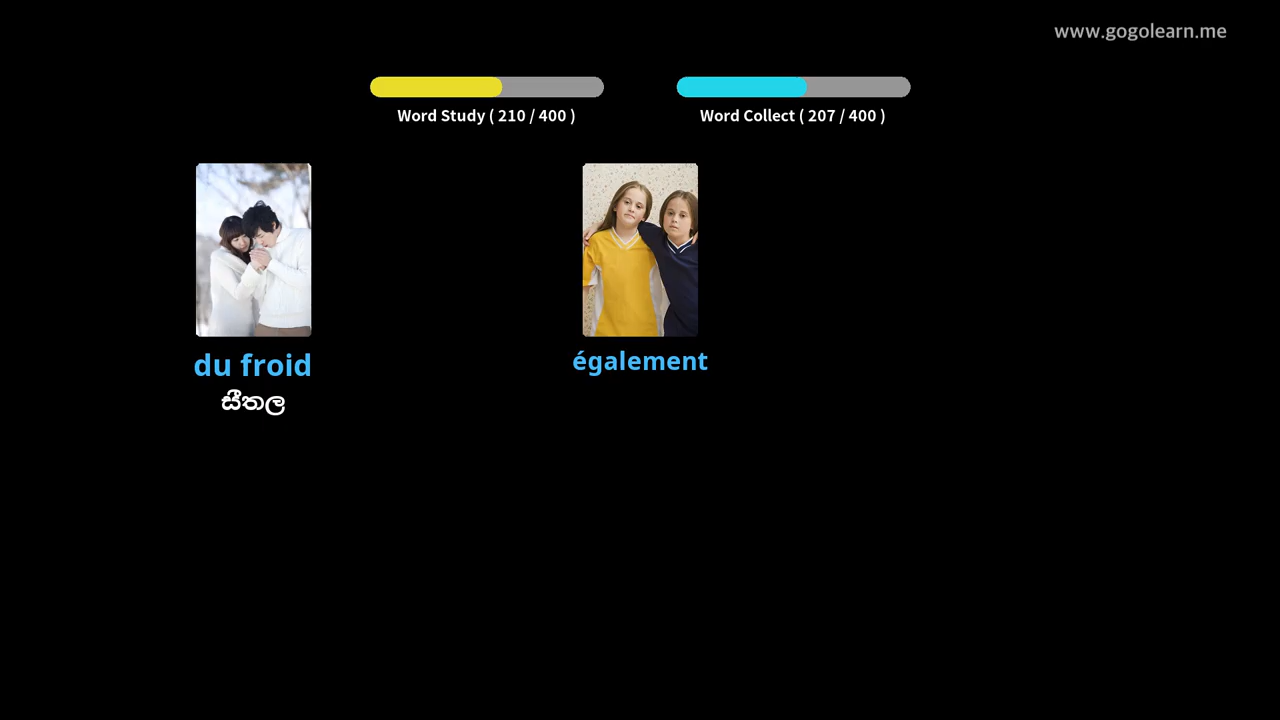 www.gogolearn.me
Word Study ( 210 / 400 )
Word Collect ( 207 / 400 )
du froid
සීතල
également